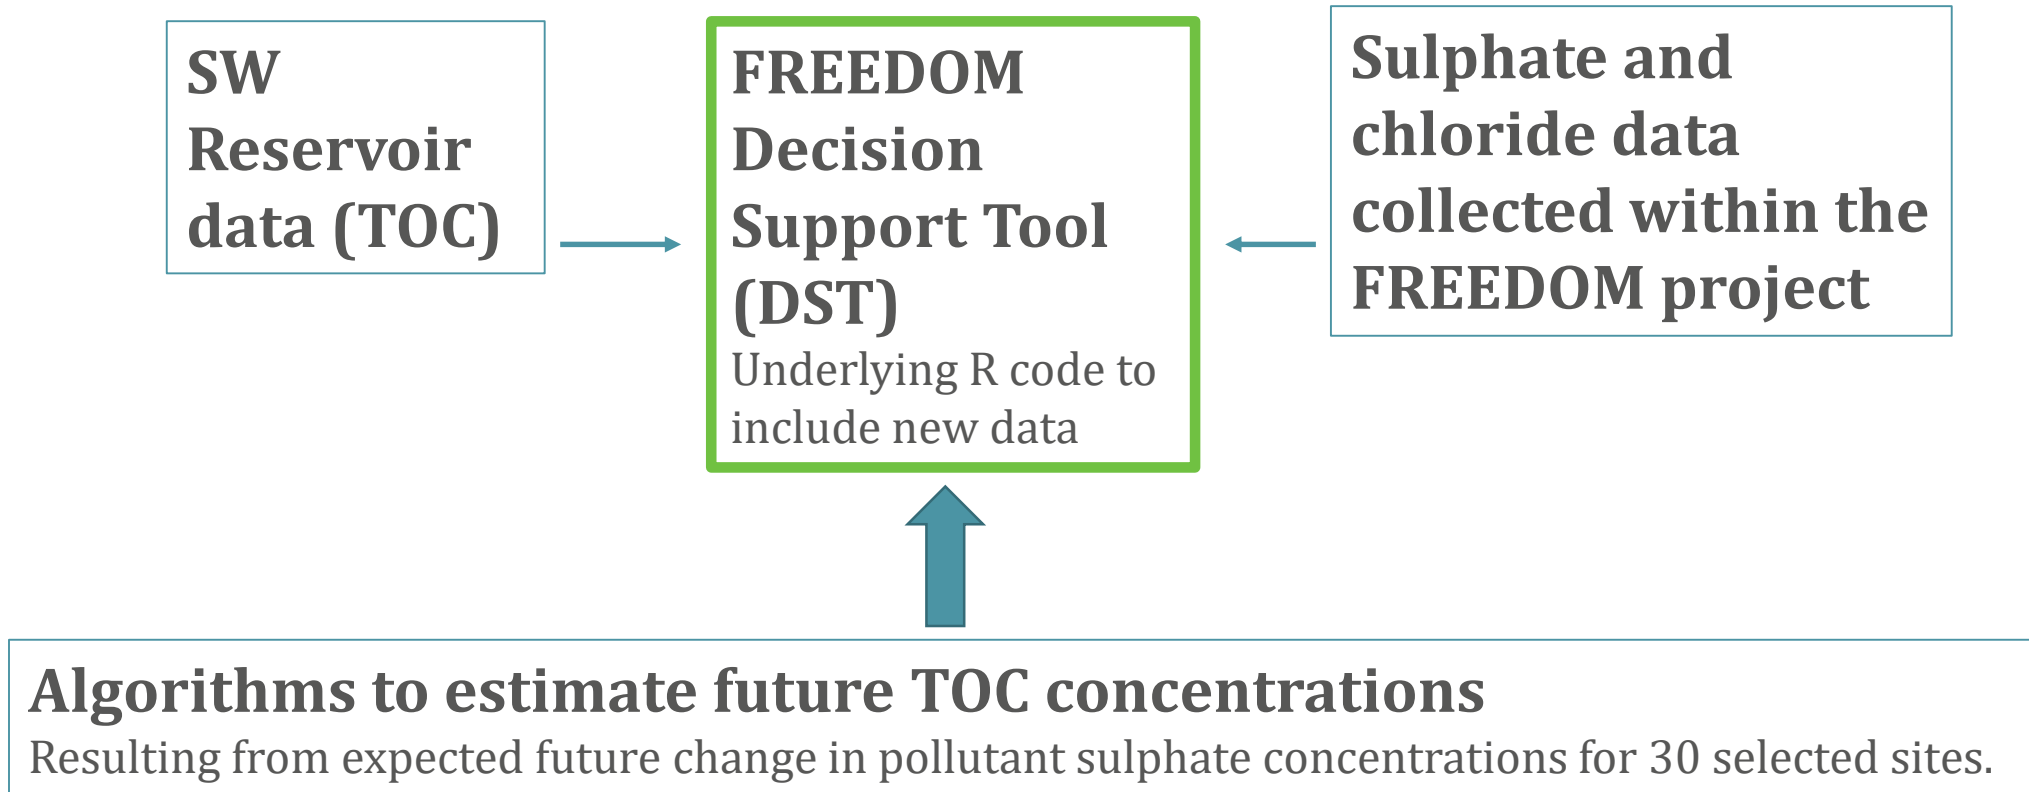 SW
Reservoir
data (TOC)
FREEDOM
Decision
Support Tool
(DST)
Underlying R code to
include new data
Sulphate and
chloride data
collected within the
FREEDOM project
Algorithms to estimate future TOC concentrations
Resulting from expected future change in pollutant sulphate concentrations for 30 selected sites.